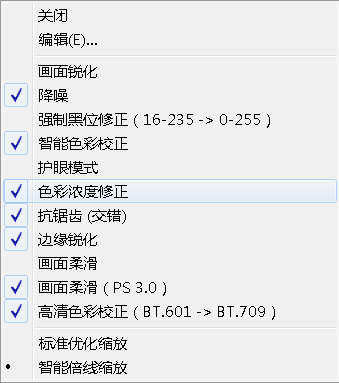 关闭
编辑(E)...
画面锐化
降噪
强制黑位修正 ( 16-235 -> 0-255 )
智能色彩校正
护眼模式
色彩浓度修正
抗锯齿 (交错)
边缘锐化
画面柔滑
画面柔滑 ( PS 3.0 )
高清色彩校正 ( BT.601 -> BT.709 )
标准优化缩放
智能倍线缩放